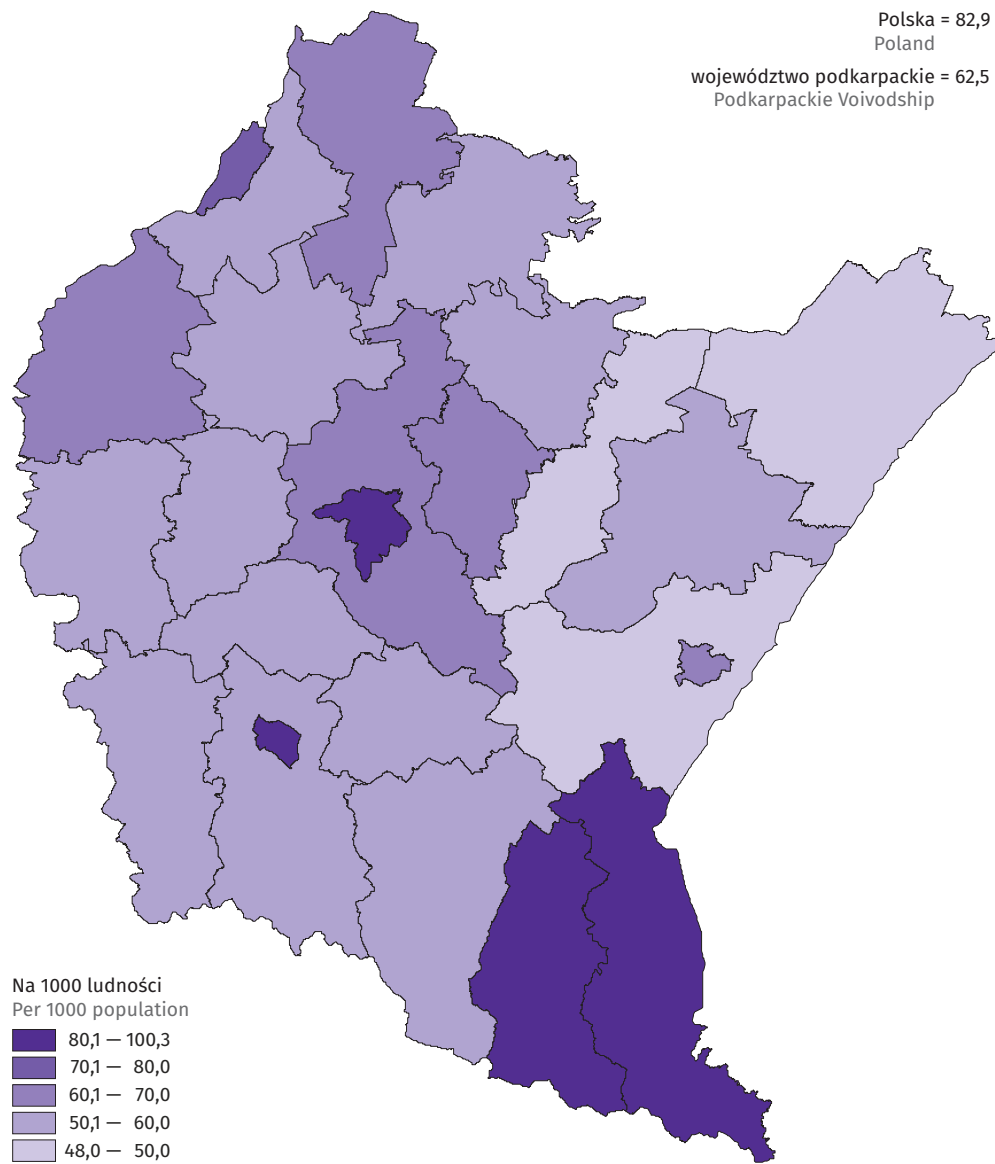 Polska = 82,9
Poland
województwo podkarpackie = 62,5
Podkarpackie Voivodship
Na 1000 ludności
Per 1000 population
80,1 — 100,3
70,1 — 80,0
60,1 — 70,0
50,1 — 60,0
48,0 — 50,0